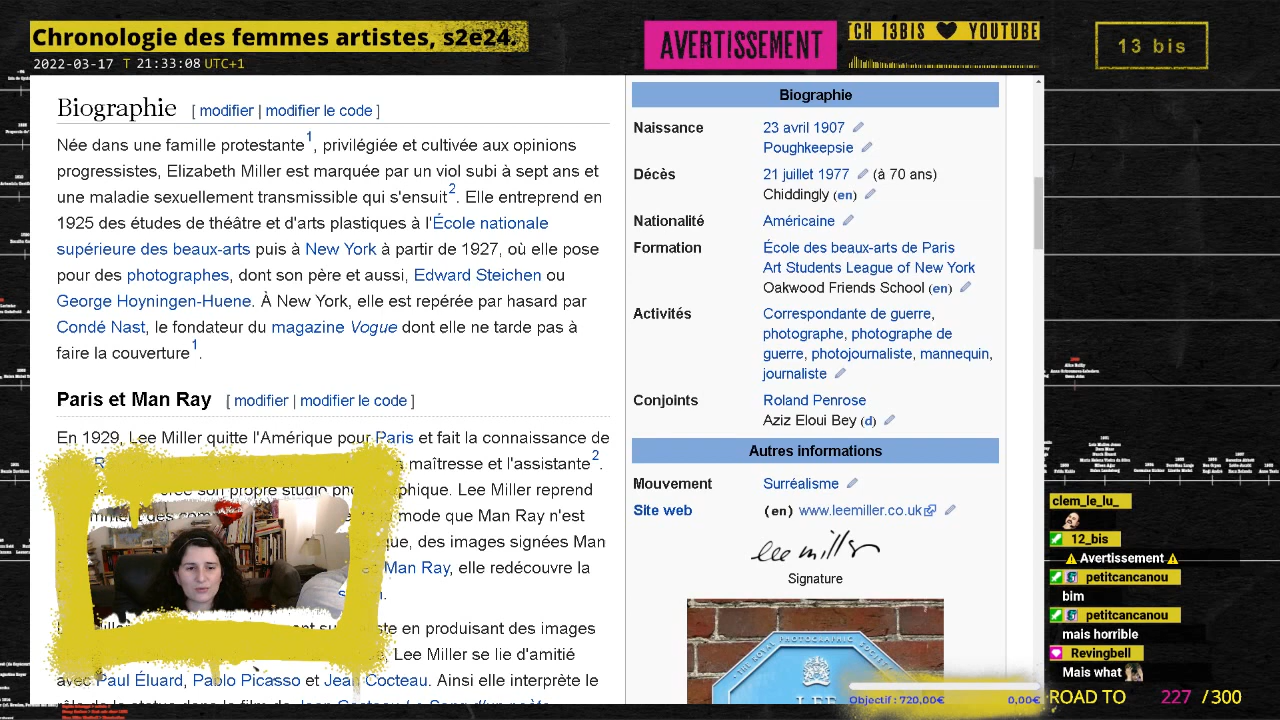 Chronologie des femmes artistes, s2e24.
2022-03-17 T 21:33:08 UTC+1
AVERTISSEMENT
CH 13BIS ♥ YOUTUBE
13 bis
Biographie [ modifier | modifier le code ]
Née dans une famille protestante1, privilégiée et cultivée aux opinions
progressistes, Elizabeth Miller est marquée par un viol subi à sept ans et
une maladie sexuellement transmissible qui s'ensuit2. Elle entreprend en
1925 des études de théâtre et d'arts plastiques à l'École nationale
supérieure des beaux-arts puis à New York à partir de 1927, où elle pose
pour des photographes, dont son père et aussi, Edward Steichen ou
George Hoyningen-Huene. À New York, elle est repérée par hasard par
Condé Nast, le fondateur du magazine Vogue dont elle ne tarde pas à
faire la couverture1.
Paris et Man Ray [ modifier | modifier le code ]
En 1929, Lee Miller quitte l'Amérique pour Paris et fait la connaissance de
maîtresse et l'assistante2.
son propre studio
Lee Miller reprend
mode que Man Ray n'est
des images signées Man
Man Ray, elle redécouvre la
en produisant des images
Lee Miller se lie d'amitié
avec Paul Éluard, Pablo Picasso et Jean Cocteau. Ainsi elle interprète le
Biographie
Naissance 23 avril 1907
Poughkeepsie
Décès 21 juillet 1977 (à 70 ans)
Chiddingly (en)
Nationalité Américaine
Formation École des beaux-arts de Paris
Art Students League of New York
Oakwood Friends School (en)
Activités Correspondante de guerre,
photographe, photographe de
guerre, photojournaliste, mannequin,
journaliste
Conjoints Roland Penrose
Aziz Eloui Bey (d)
Autres informations
Mouvement Surréalisme
Site web (en) www.leemiller.co.uk
lee miller
Signature
THE ROYAL PHOTOGRAPHIC SOCIETY
LEE
clem_le_lu_
12_bis
Avertissement
petitcancanou
bim
petitcancanou
mais horrible
Revingbell
Mais what
Objectif : 720,00€ 0,00€
ROAD TO 227 / 300